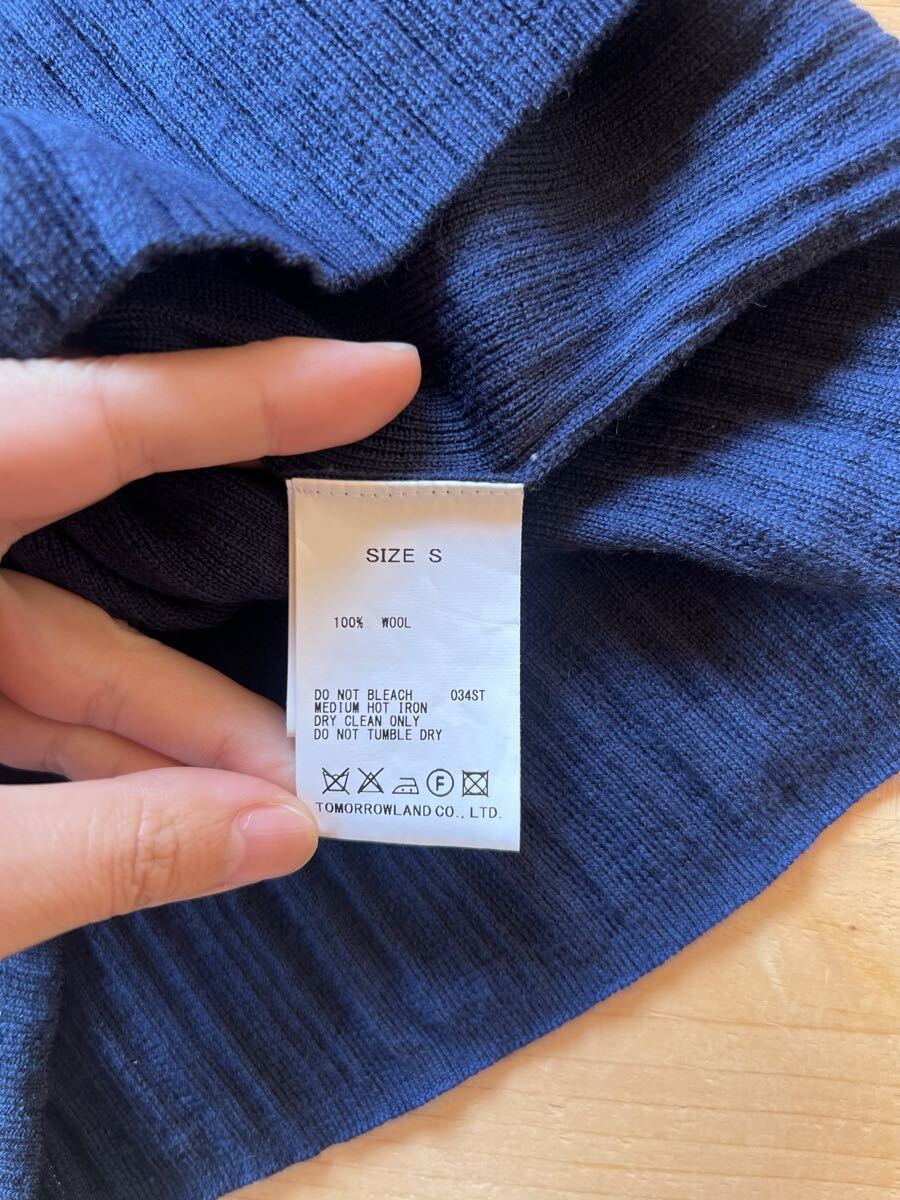 SIZE S
100% WOOL
DO NOT BLEACH 034ST
MEDIUM HOT IRON
DRY CLEAN ONLY
DO NOT TUMBLE DRY
F
TOMORROWLAND CO., LTD.